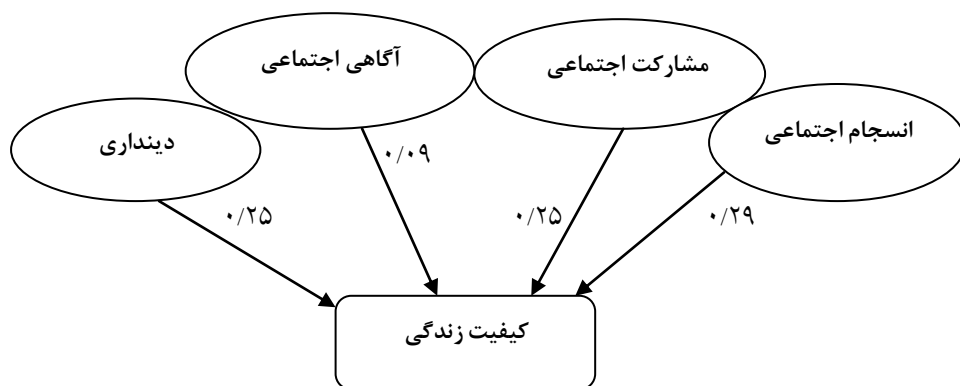 انسجام اجتماعی
مشارکت اجتماعی
آگاهی اجتماعی
دینداری
۰/۲۹
۰/۲۵
۰/۰۹
۰/۲۵
کیفیت زندگی